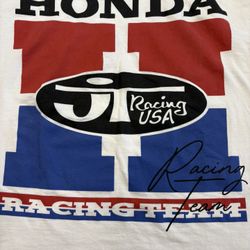 HONDA
JT Racing
USA
Racing
Team
RACING TEAM